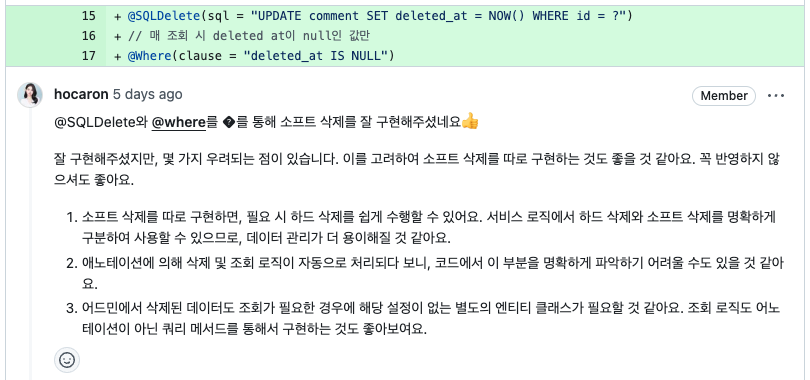 15 + @SQLDelete(sql = "UPDATE comment SET deleted_at = NOW() WHERE id = ?")
16 + // 매 조회 시 deleted at이 null인 값만
17 + @Where(clause = "deleted_at IS NULL")
hocaron 5 days ago Member ...
@SQLDelete와 @where를 �를 통해 소프트 삭제를 잘 구현해주셨네요👍
잘 구현해주셨지만, 몇 가지 우려되는 점이 있습니다. 이를 고려하여 소프트 삭제를 따로 구현하는 것도 좋을 것 같아요. 꼭 반영하지 않
으셔도 좋아요.
1. 소프트 삭제를 따로 구현하면, 필요 시 하드 삭제를 쉽게 수행할 수 있어요. 서비스 로직에서 하드 삭제와 소프트 삭제를 명확하게
구분하여 사용할 수 있으므로, 데이터 관리가 더 용이해질 것 같아요.
2. 애노테이션에 의해 삭제 및 조회 로직이 자동으로 처리되다 보니, 코드에서 이 부분을 명확하게 파악하기 어려울 수도 있을 것 같아
요.
3. 어드민에서 삭제된 데이터도 조회가 필요한 경우에 해당 설정이 없는 별도의 엔티티 클래스가 필요할 것 같아요. 조회 로직도 어노
테이션이 아닌 쿼리 메서드를 통해서 구현하는 것도 좋아보여요.